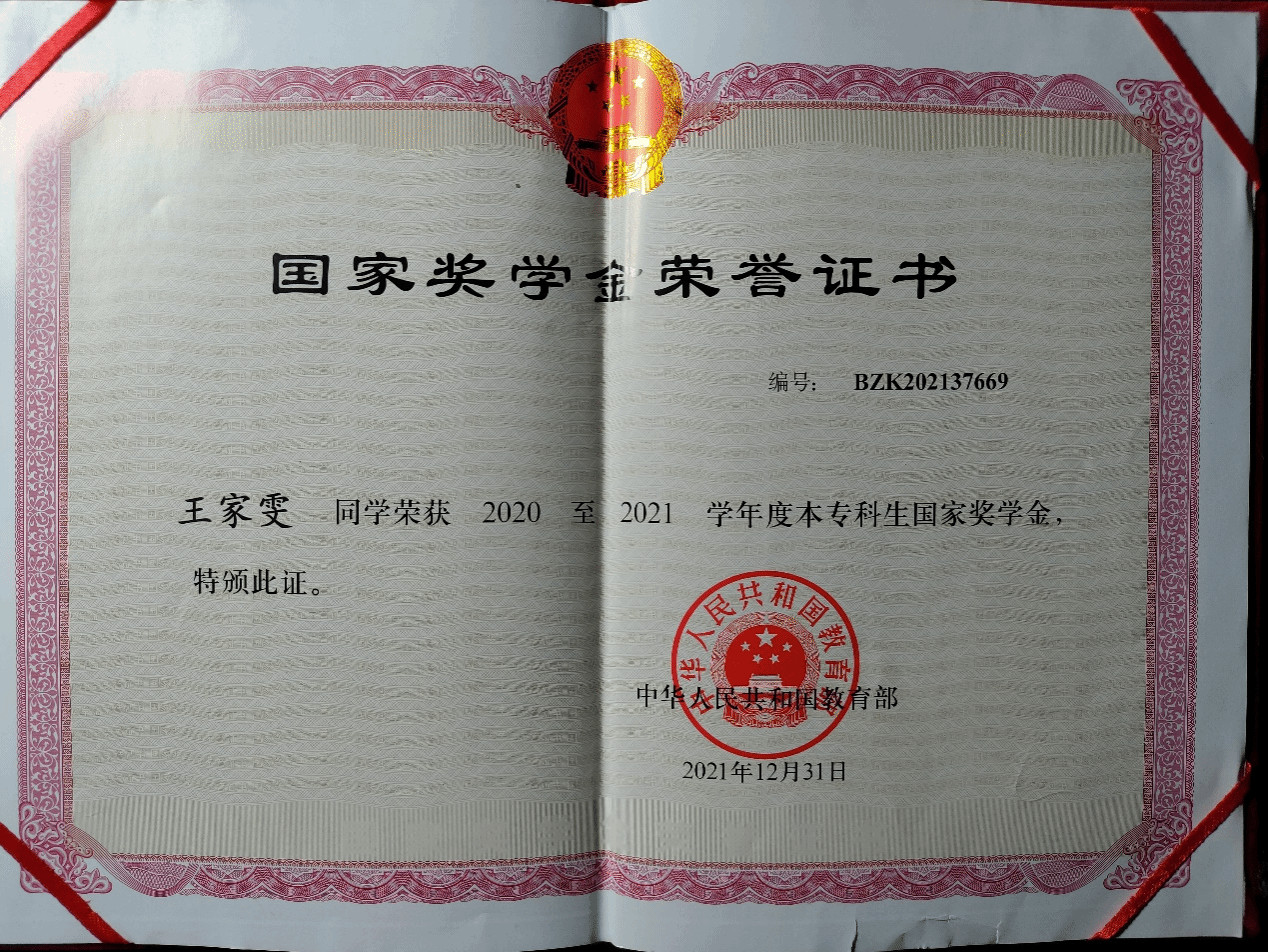 国家奖学金荣誉证书
编号： BZK202137669
王家雯 同学荣获 2020 至 2021 学年度本专科生国家奖学金，
特颁此证。
中华人民共和国教育部
中华人民共和国教育部
2021年12月31日